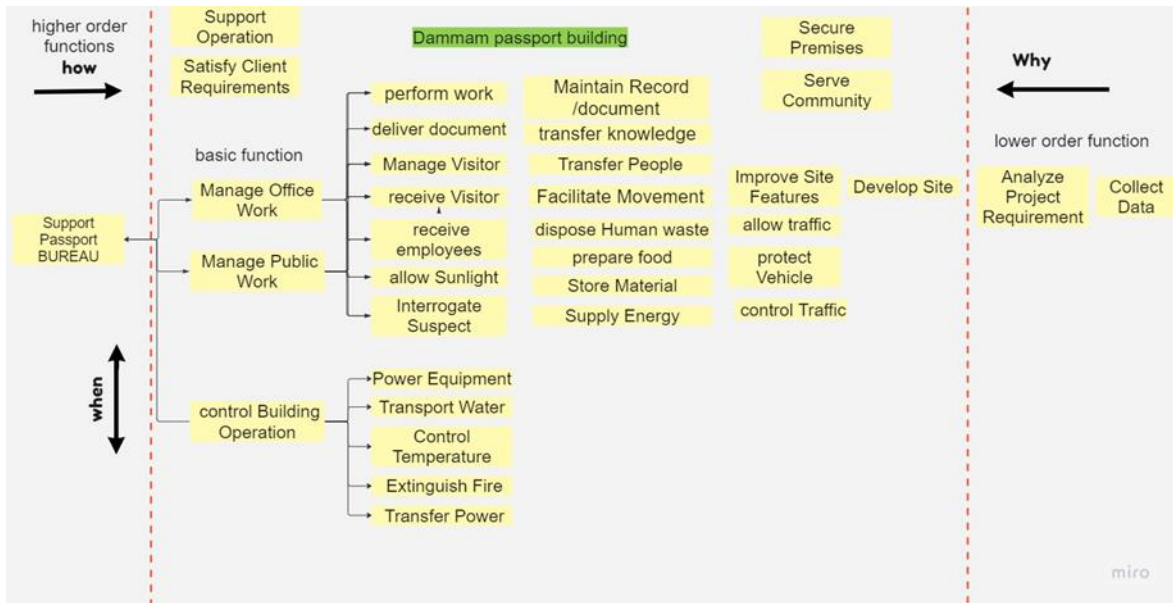 higher order
functions
how
Support
Operation
Satisfy Client
Requirements
Dammam passport building
Secure
Premises
Serve
Community
Why
lower order function
perform work
Maintain Record
/document
deliver document
transfer knowledge
basic function
Manage Visitor
Transfer People
Manage Office
Work
receive Visitor
Facilitate Movement
Improve Site
Features
Develop Site
Analyze
Project
Requirement
Collect
Data
Support
Passport
BUREAU
Manage Public
Work
receive
employees
dispose Human waste
allow traffic
allow Sunlight
prepare food
protect
Vehicle
Store Material
Interrogate
Suspect
Supply Energy
control Traffic
when
control Building
Operation
Power Equipment
Transport Water
Control
Temperature
Extinguish Fire
Transfer Power
miro